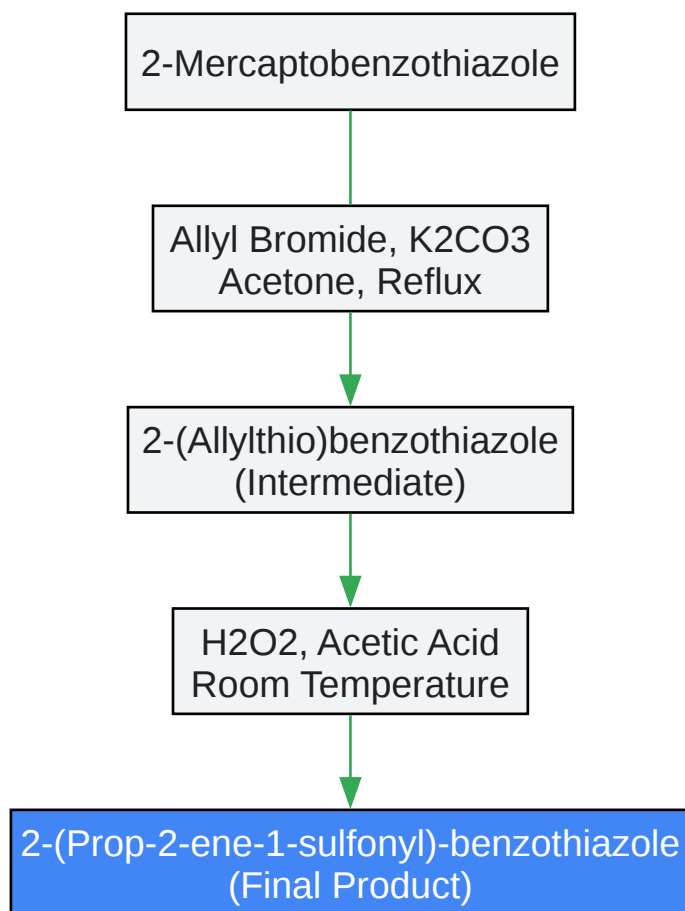 2-Mercaptobenzothiazole
Allyl Bromide, K2CO3
Acetone, Reflux
2-(Allylthio)benzothiazole
(Intermediate)
H2O2, Acetic Acid
Room Temperature
2-(Prop-2-ene-1-sulfonyl)-benzothiazole
(Final Product)